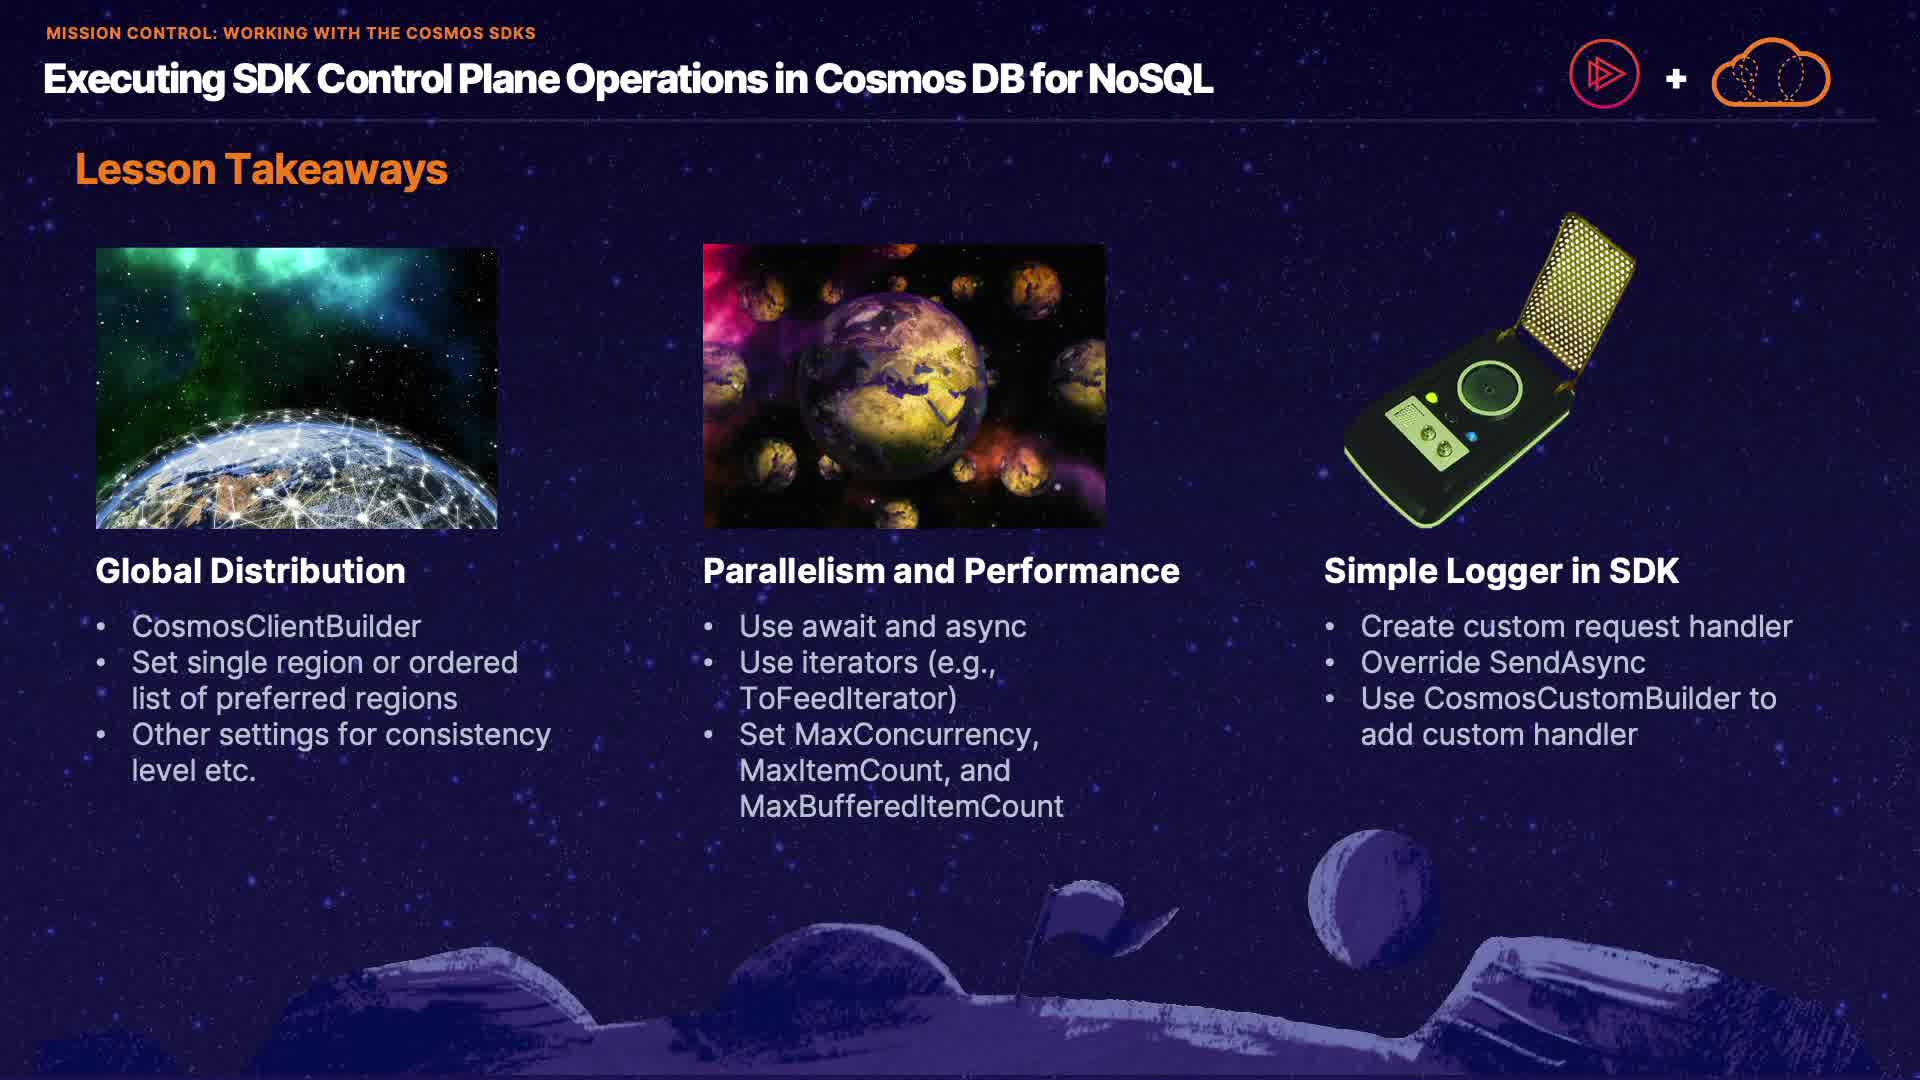 MISSION CONTROL: WORKING WITH THE COSMOS SDKS
Executing SDK Control Plane Operations in Cosmos DB for NoSQL
+
Lesson Takeaways
Global Distribution
• CosmosClientBuilder
• Set single region or ordered
list of preferred regions
• Other settings for consistency
level etc.
Parallelism and Performance
• Use await and async
• Use iterators (e.g.,
ToFeedIterator)
• Set MaxConcurrency,
MaxItemCount, and
MaxBufferedItemCount
Simple Logger in SDK
• Create custom request handler
• Override SendAsync
• Use CosmosCustomBuilder to
add custom handler